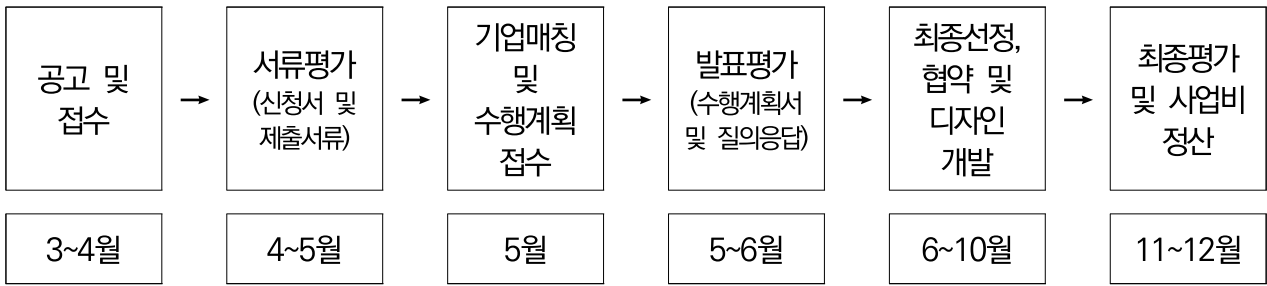 공고 및
접수
→
서류평가
(신청서 및
제출서류)
→
기업매칭
및
수행계획
접수
→
발표평가
(수행계획서
및 질의응답)
→
최종선정,
협약 및
디자인
개발
→
최종평가
및 사업비
정산
3~4월
4~5월
5월
5~6월
6~10월
11~12월